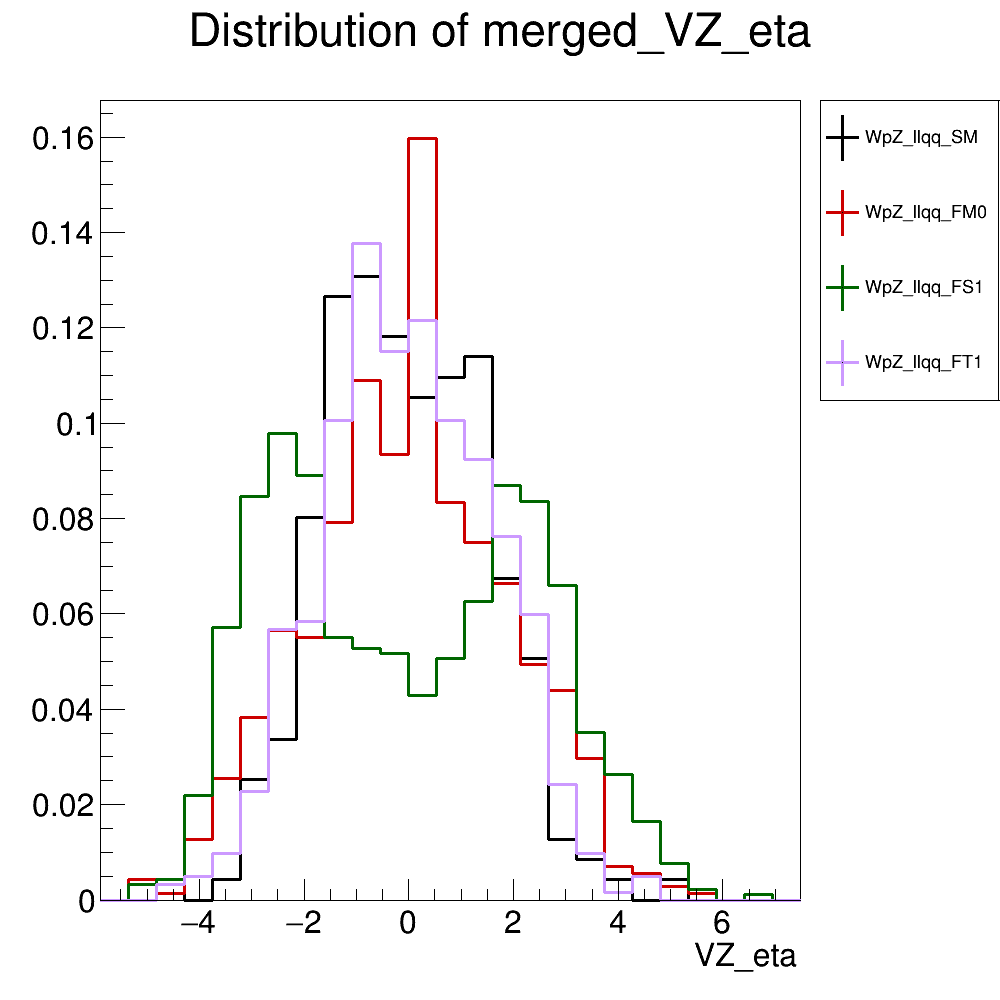 Distribution of merged_VZ_eta
0.16
0.14
0.12
0.1
0.08
0.06
0.04
0.02
0
−4 −2 0 2 4 6
VZ_eta
WpZ_llqq_SM
WpZ_llqq_FM0
WpZ_llqq_FS1
WpZ_llqq_FT1